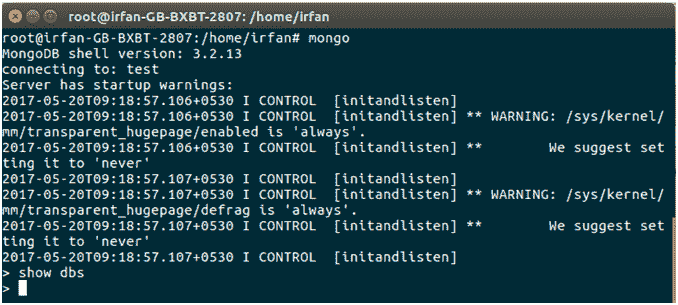 root@irfan-GB-BXBT-2807: /home/irfan
root@irfan-GB-BXBT-2807:/home/irfan# mongo
MongoDB shell version: 3.2.13
connecting to: test
Server has startup warnings:
2017-05-20T09:18:57.106+0530 I CONTROL  [initandlisten]
2017-05-20T09:18:57.106+0530 I CONTROL  [initandlisten] ** WARNING: /sys/kernel/
mm/transparent_hugepage/enabled is 'always'.
2017-05-20T09:18:57.106+0530 I CONTROL  [initandlisten] **        We suggest set
ting it to 'never'
2017-05-20T09:18:57.107+0530 I CONTROL  [initandlisten]
2017-05-20T09:18:57.107+0530 I CONTROL  [initandlisten] ** WARNING: /sys/kernel/
mm/transparent_hugepage/defrag is 'always'.
2017-05-20T09:18:57.107+0530 I CONTROL  [initandlisten] **        We suggest set
ting it to 'never'
2017-05-20T09:18:57.107+0530 I CONTROL  [initandlisten]
> show dbs
>